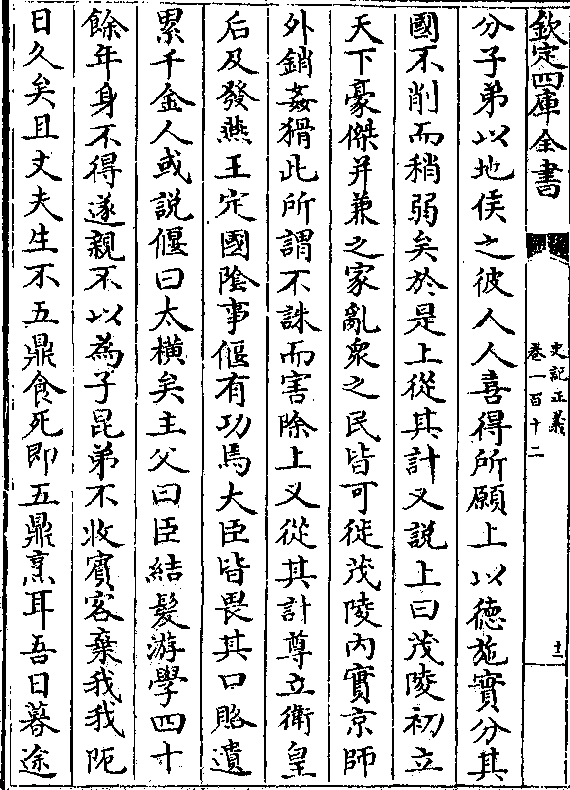 欽定四庫全書
史記正義
卷一百十二
十二
分子弟以地侯之彼人人喜得所願上以德施實分其
國不削而稍弱矣於是上從其計又說上曰茂陵初立
天下豪傑并兼之家亂衆之民皆可徙茂陵内實京師
外銷姦猾此所謂不誅而害除上又從其計尊立衛皇
后及發燕王定國隂事偃有功焉大臣皆畏其口賂遺
累千金人或說偃曰太橫矣主父曰臣結髮游學四十
餘年身不得遂親不以為子昆弟不收賓客棄我我阨
日久矣且丈夫生不五鼎食死即五鼎烹耳吾日暮途